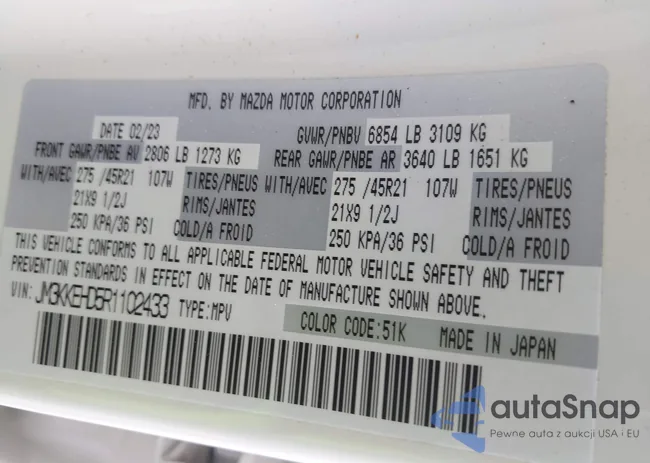 MFD. BY MAZDA MOTOR CORPORATION
DATE 02/23 GVWR/PNBV 6854 LB 3109 KG
FRONT GAWR/PNBE AV 2806 LB 1273 KG REAR GAWR/PNBE AR 3640 LB 1651 KG
WITH/AVEC 275 /45R21 107W TIRES/PNEUS WITH/AVEC 275 /45R21 107W TIRES/PNEUS
21X9 1/2J RIMS/JANTES 21X9 1/2J RIMS/JANTES
250 KPA/36 PSI COLD/A FROID 250 KPA/36 PSI COLD/A FROID
THIS VEHICLE CONFORMS TO ALL APPLICABLE FEDERAL MOTOR VEHICLE SAFETY AND THEFT
PREVENTION STANDARDS IN EFFECT ON THE DATE OF MANUFACTURE SHOWN ABOVE.
VIN: JM3KKEHD5R1102433 TYPE:MPV
COLOR CODE:51K MADE IN JAPAN
autaSnap
Pewne auta z aukcji USA i EU